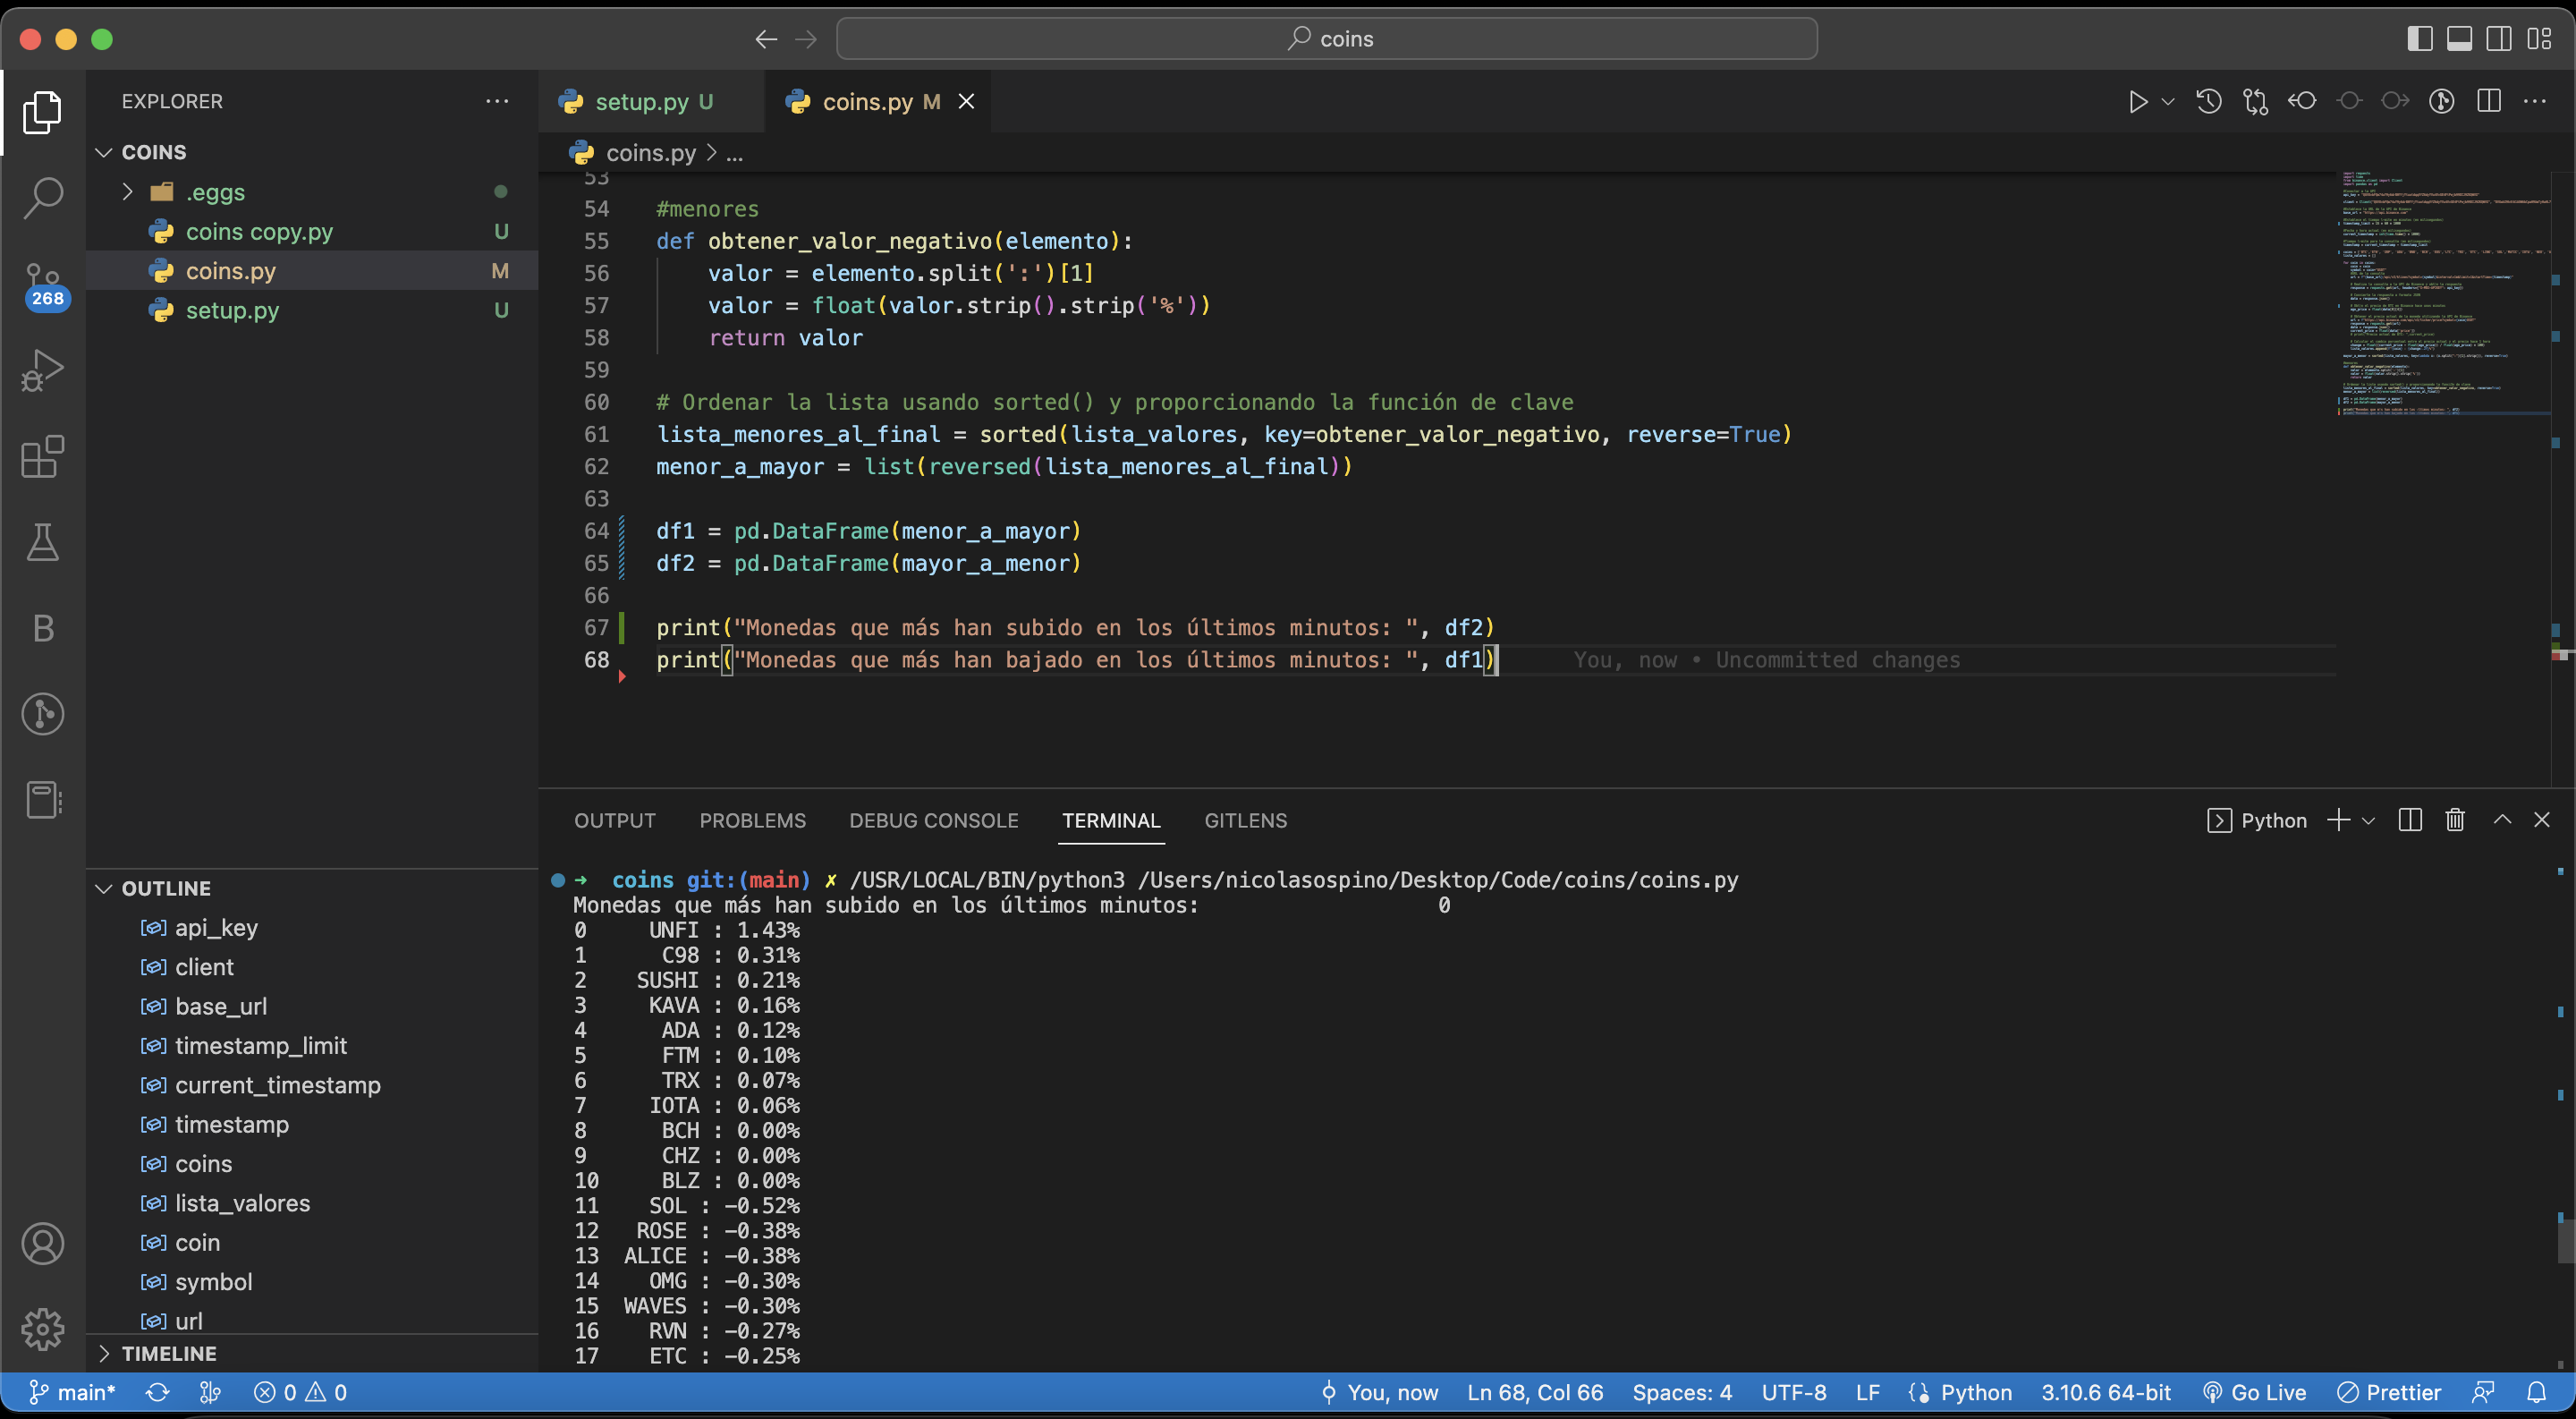 coins
EXPLORER
COINS
.eggs
coins copy.py U
coins.py M
setup.py U
268
B
OUTLINE
api_key
client
base_url
timestamp_limit
current_timestamp
timestamp
coins
lista_valores
coin
symbol
url
TIMELINE
setup.py U
coins.py M
coins.py > ...
53
54 #menores
55 def obtener_valor_negativo(elemento):
56 valor = elemento.split(':')[1]
57 valor = float(valor.strip().strip('%'))
58 return valor
59
60 # Ordenar la lista usando sorted() y proporcionando la función de clave
61 lista_menores_al_final = sorted(lista_valores, key=obtener_valor_negativo, reverse=True)
62 menor_a_mayor = list(reversed(lista_menores_al_final))
63
64 df1 = pd.DataFrame(menor_a_mayor)
65 df2 = pd.DataFrame(mayor_a_menor)
66
67 print("Monedas que más han subido en los últimos minutos: ", df2)
68 print("Monedas que más han bajado en los últimos minutos: ", df1) You, now • Uncommitted changes
OUTPUT PROBLEMS DEBUG CONSOLE TERMINAL GITLENS
Python
➜ coins git:(main) ✗ /USR/LOCAL/BIN/python3 /Users/nicolasospino/Desktop/Code/coins/coins.py
Monedas que más han subido en los últimos minutos: 0
0 UNFI : 1.43%
1 C98 : 0.31%
2 SUSHI : 0.21%
3 KAVA : 0.16%
4 ADA : 0.12%
5 FTM : 0.10%
6 TRX : 0.07%
7 IOTA : 0.06%
8 BCH : 0.00%
9 CHZ : 0.00%
10 BLZ : 0.00%
11 SOL : -0.52%
12 ROSE : -0.38%
13 ALICE : -0.38%
14 OMG : -0.30%
15 WAVES : -0.30%
16 RVN : -0.27%
17 ETC : -0.25%
main* 0 0 You, now Ln 68, Col 66 Spaces: 4 UTF-8 LF Python 3.10.6 64-bit Go Live Prettier